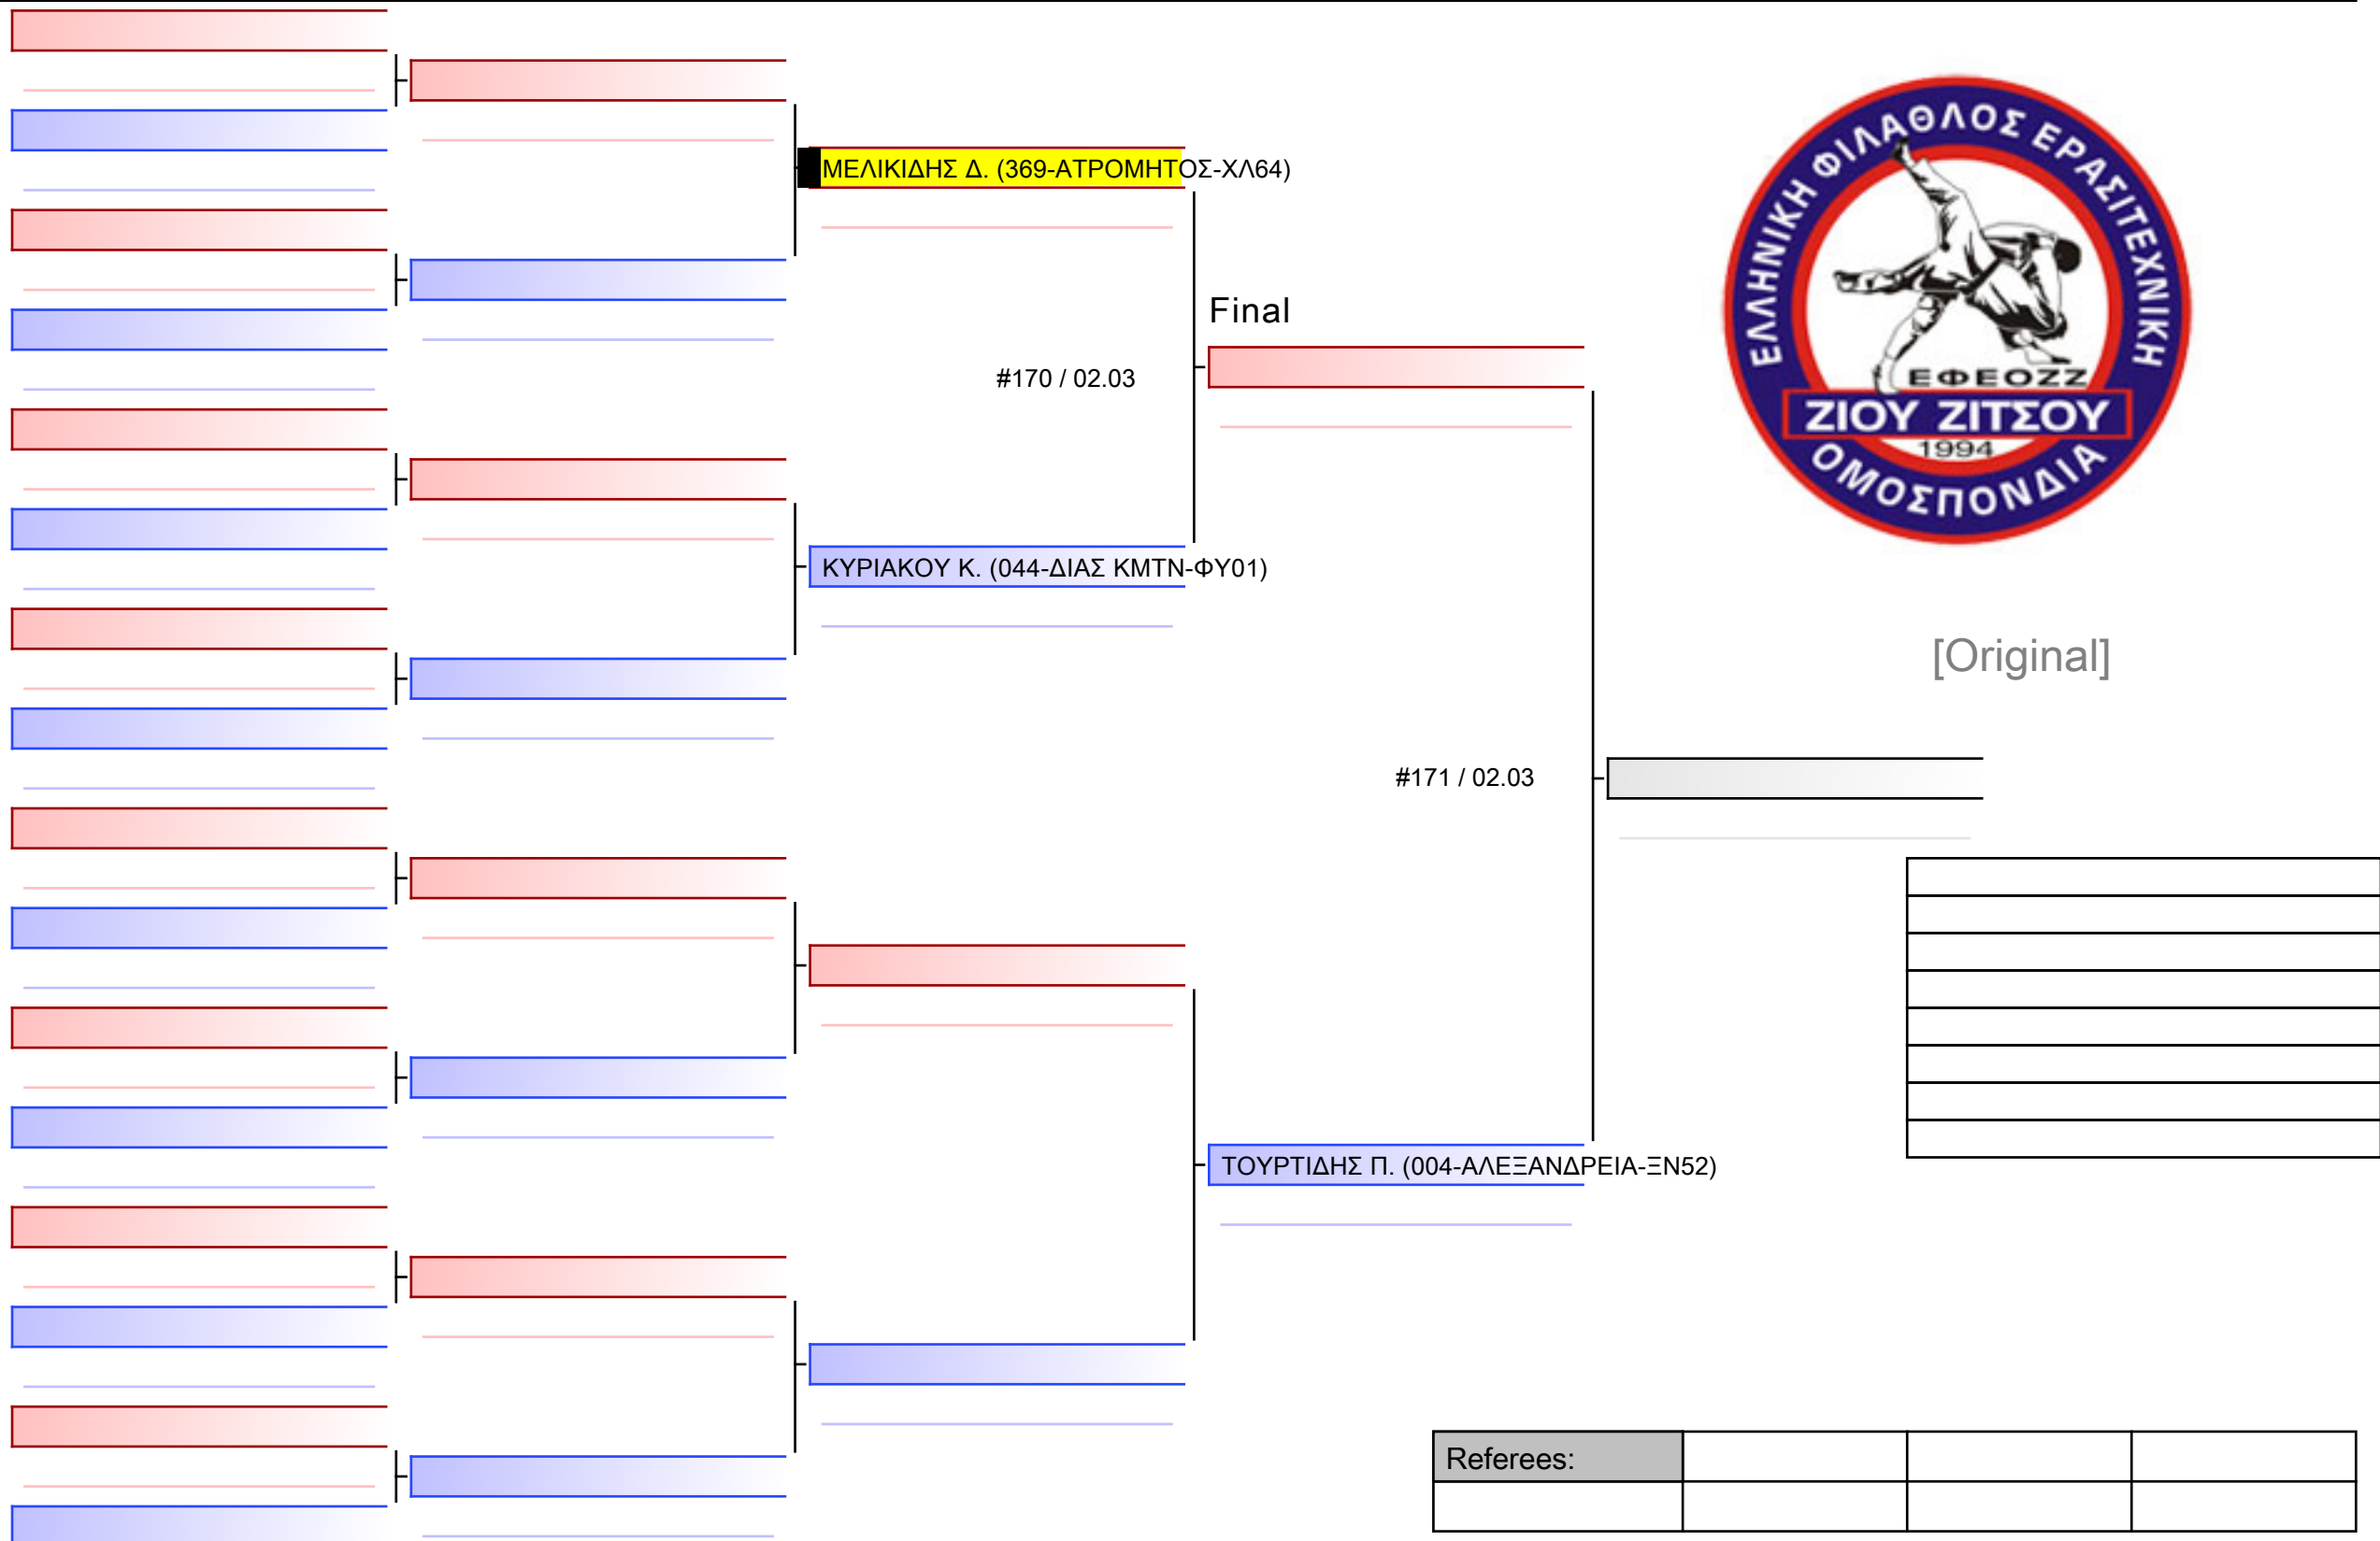 ΜΕΛΙΚΙΔΗΣ Δ. (369-ΑΤΡΟΜΗΤΟΣ-ΧΛ64)
ΕΛΛΗΝΙΚΗ ΦΙΛΑΘΛΟΣ ΕΡΑΣΙΤΕΧΝΙΚΗ
Final
#170 / 02.03
ΕΦΕΟΖΖ
ΖΙΟΥ ΖΙΤΣΟΥ
1994
ΟΜΟΣΠΟΝΔΙΑ
ΚΥΡΙΑΚΟΥ Κ. (044-ΔΙΑΣ ΚΜΤΝ-ΦΥ01)
[Original]
#171 / 02.03
ΤΟΥΡΤΙΔΗΣ Π. (004-ΑΛΕΞΑΝΔΡΕΙΑ-ΞΝ52)
Referees: